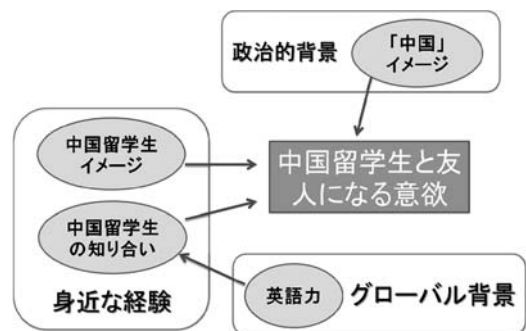 政治的背景
「中国」
イメージ
中国留学生
イメージ
中国留学生と友
人になる意欲
中国留学生
の知り合い
身近な経験
英語力
グローバル背景